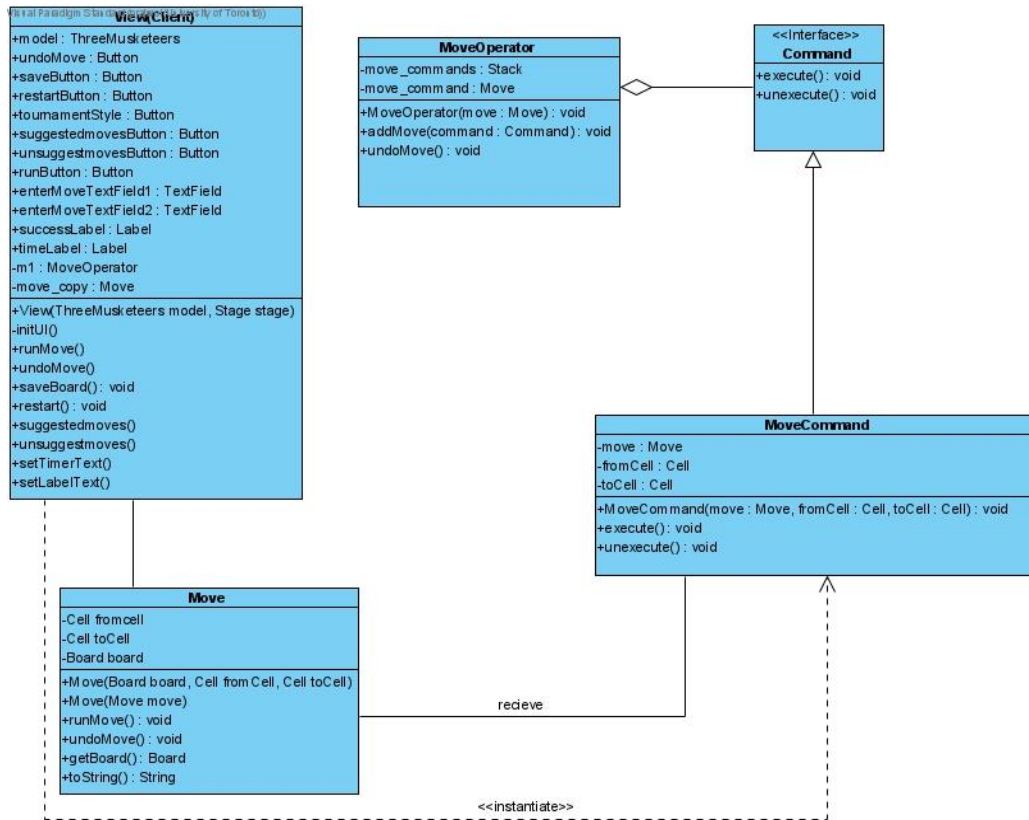 View(Client)
+model : ThreeMusketeers
+undoMove : Button
+saveButton : Button
+restartButton : Button
+tournamentStyle : Button
+suggestedmovesButton : Button
+unsuggestmovesButton : Button
+runButton : Button
+enterMoveTextField1 : TextField
+enterMoveTextField2 : TextField
+successLabel : Label
+timeLabel : Label
-m1 : MoveOperator
-move_copy : Move
+View(ThreeMusketeers model, Stage stage)
-initUI()
+runMove()
+undoMove()
+saveBoard() : void
+restart() : void
+suggestedmoves()
+unsuggestmoves()
+setTimerText()
+setLabelText()
MoveOperator
-move_commands : Stack
-move_command : Move
+MoveOperator(move : Move) : void
+addMove(command : Command) : void
+undoMove() : void
<<Interface>>
Command
+execute() : void
+unexecute() : void
MoveCommand
-move : Move
-fromCell : Cell
-toCell : Cell
+MoveCommand(move : Move, fromCell : Cell, toCell : Cell) : void
+execute() : void
+unexecute() : void
Move
-Cell fromcell
-Cell toCell
-Board board
+Move(Board board, Cell fromCell, Cell toCell)
+Move(Move move)
+runMove() : void
+undoMove() : void
+getBoard() : Board
+toString() : String
recieve
<<instantiate>>